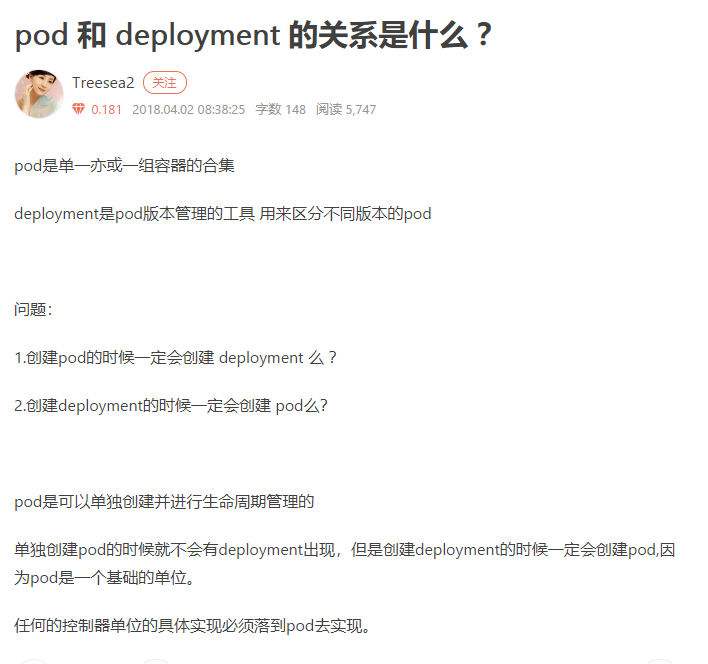 pod 和 deployment 的关系是什么？
Treesea2 关注
0.181 2018.04.02 08:38:25 字数 148 阅读 5,747
pod是单一亦或一组容器的合集
deployment是pod版本管理的工具 用来区分不同版本的pod
问题：
1.创建pod的时候一定会创建 deployment 么？
2.创建deployment的时候一定会创建 pod么?
pod是可以单独创建并进行生命周期管理的
单独创建pod的时候就不会有deployment出现，但是创建deployment的时候一定会创建pod,因
为pod是一个基础的单位。
任何的控制器单位的具体实现必须落到pod去实现。